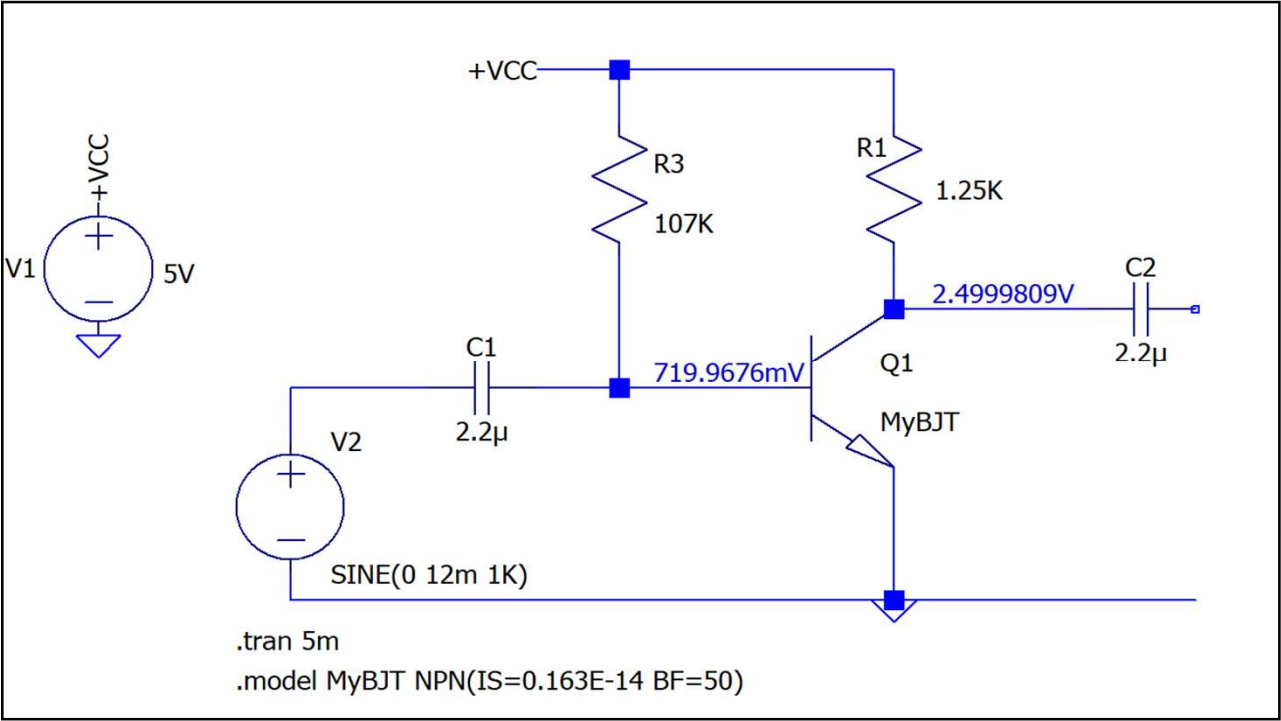 +VCC
+VCC
R3
107K
R1
1.25K
V1
5V
2.4999809V
C2
2.2µ
C1
2.2µ
719.9676mV
Q1
MyBJT
V2
SINE(0 12m 1K)
.tran 5m
.model MyBJT NPN(IS=0.163E-14 BF=50)